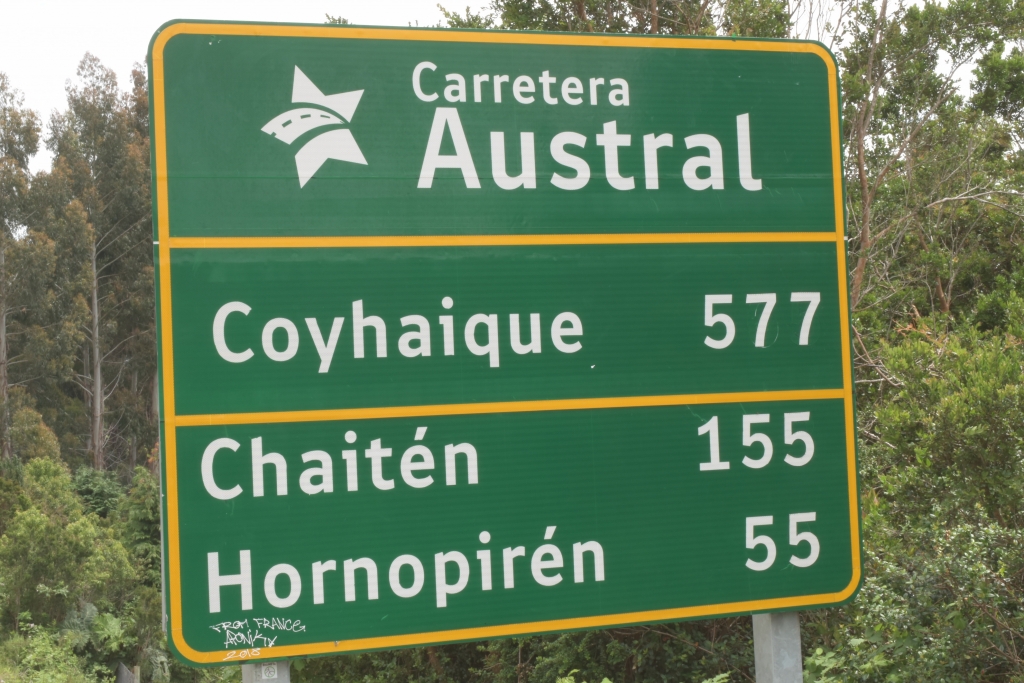 Carretera
Austral
Coyhaique 577
Chaitén 155
Hornopirén 55
FROM FRANCE